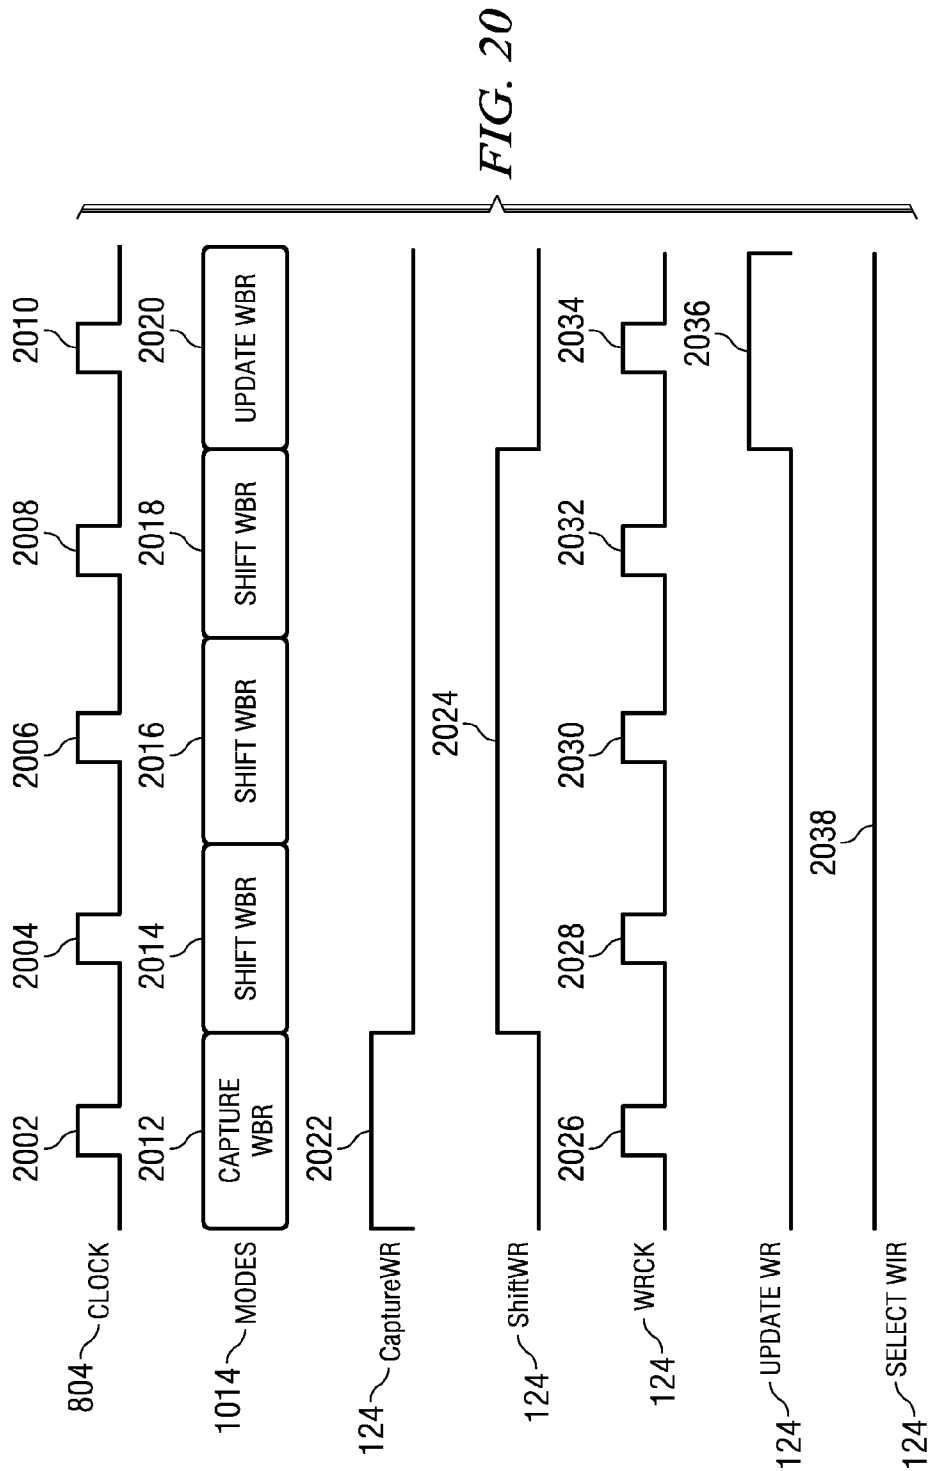 2002 2004 2006 2008 2010
804 CLOCK
2012 2014 2016 2018 2020
1014 MODES
CAPTURE
WBR
SHIFT WBR
SHIFT WBR
SHIFT WBR
UPDATE WBR
2022
124 CaptureWR
2024
124 ShiftWR
2026 2028 2030 2032 2034
124 WRCK
2036
124 UPDATE WR
2038
124 SELECT WIR
FIG. 20